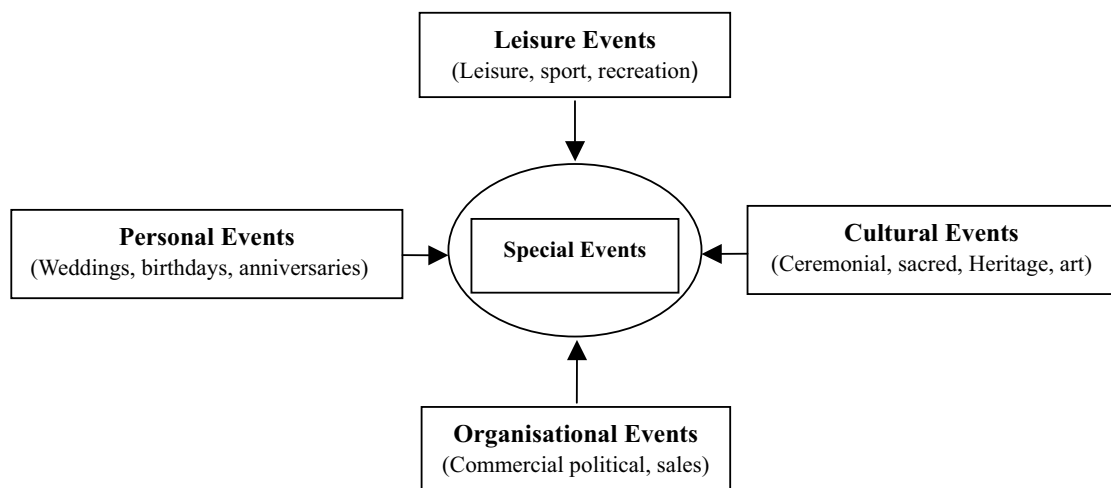 Leisure Events
(Leisure, sport, recreation)
Personal Events
(Weddings, birthdays, anniversaries)
Special Events
Cultural Events
(Ceremonial, sacred, Heritage, art)
Organisational Events
(Commercial political, sales)